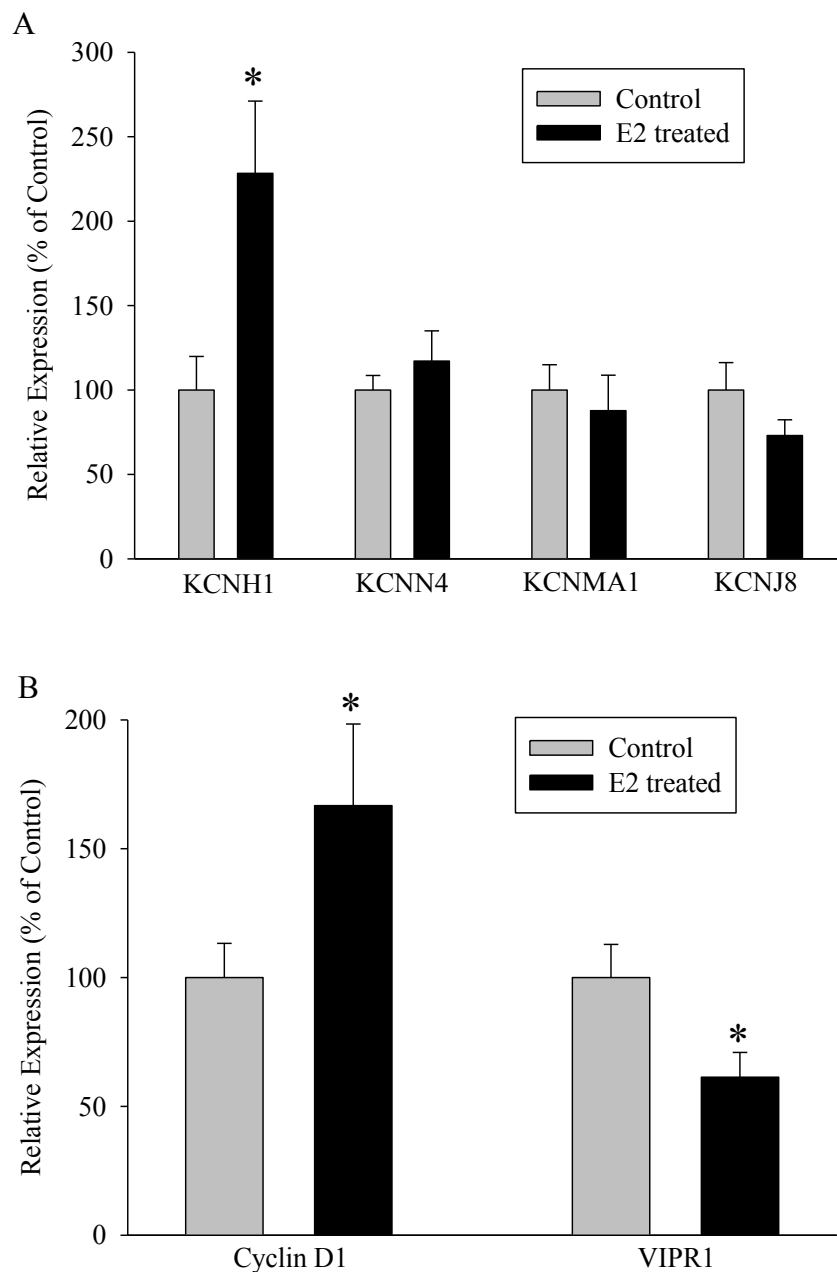 A
Relative Expression (% of Control)
300
250
200
150
100
50
0
*
Control
E2 treated
KCNH1 KCNN4 KCNMA1 KCNJ8
B
Relative Expression (% of Control)
200
150
100
50
0
*
*
Control
E2 treated
Cyclin D1 VIPR1